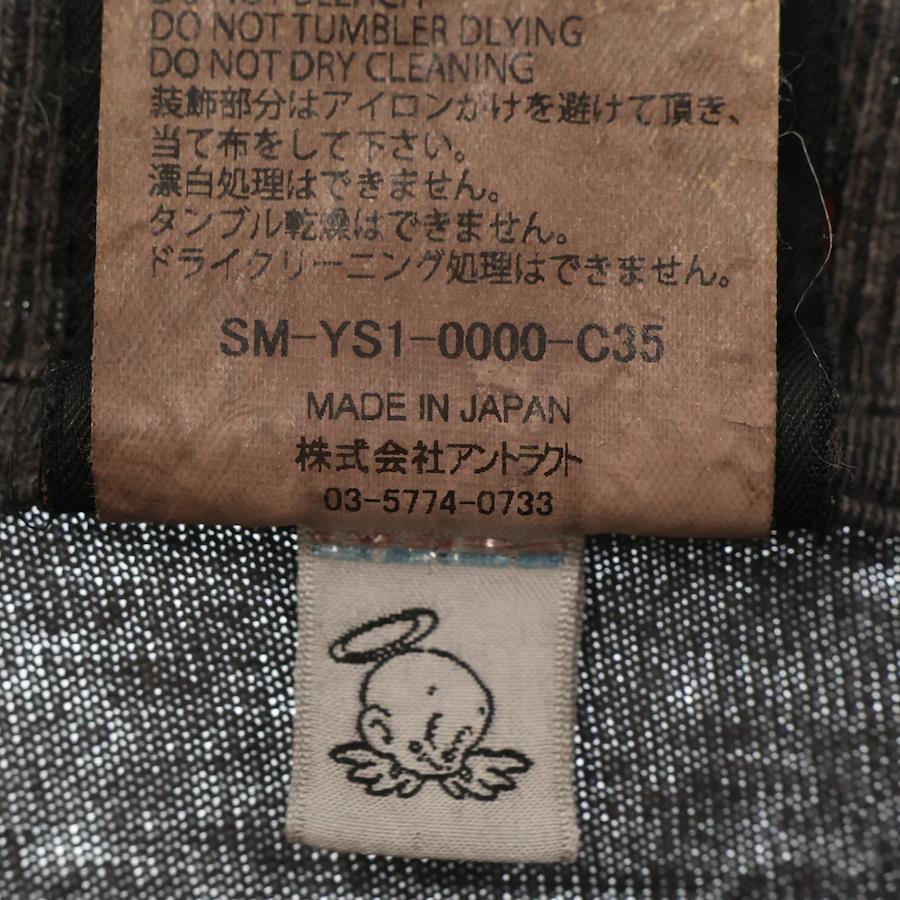 DO NOT BLEACH
DO NOT TUMBLER DLYING
DO NOT DRY CLEANING
装飾部分はアイロンがけを避けて頂き、
当て布をして下さい。
漂白処理はできません。
タンブル乾燥はできません。
ドライクリーニング処理はできません。
SM-YS1-0000-C35
MADE IN JAPAN
株式会社アントラクト
03-5774-0733